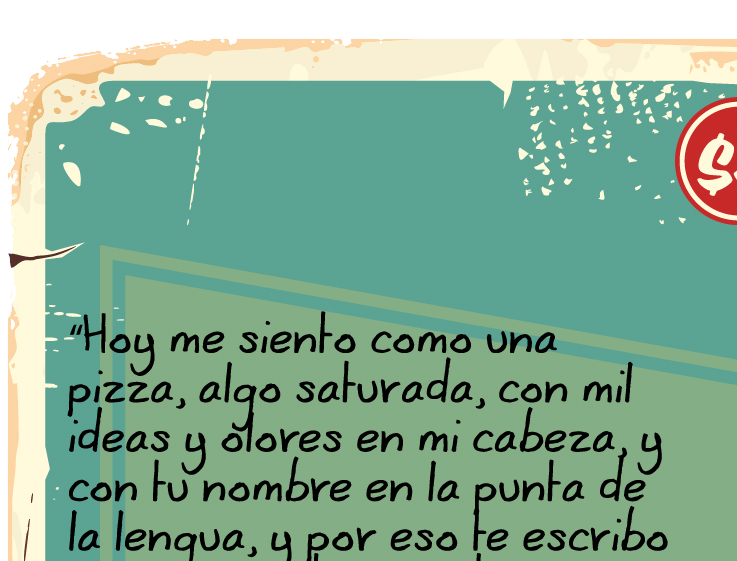 “Hoy me siento como una
pizza, algo saturada, con mil
ideas y olores en mi cabeza, y
con tu nombre en la punta de
la lengua, y por eso te escribo